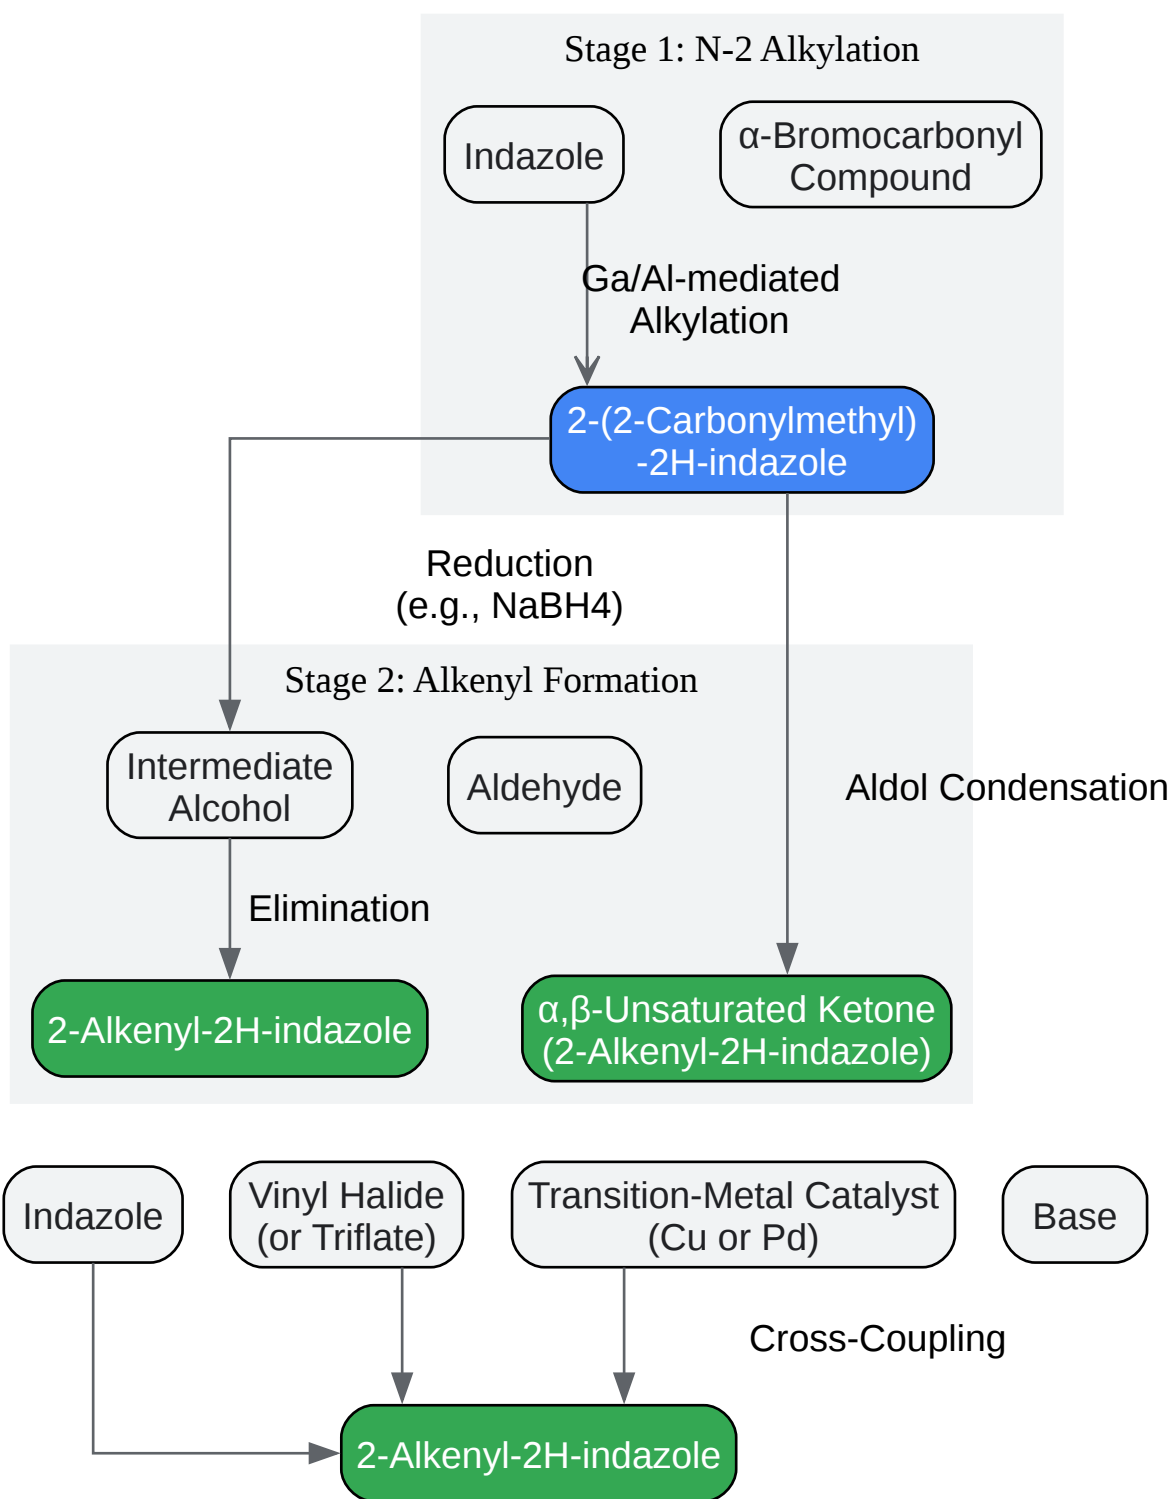 Stage 1: N-2 Alkylation
Indazole
α-Bromocarbonyl
Compound
Ga/Al-mediated
Alkylation
2-(2-Carbonylmethyl)
-2H-indazole
Reduction
(e.g., NaBH4)
Stage 2: Alkenyl Formation
Intermediate
Alcohol
Aldehyde
Aldol Condensation
Elimination
2-Alkenyl-2H-indazole
α,β-Unsaturated Ketone
(2-Alkenyl-2H-indazole)
Indazole
Vinyl Halide
(or Triflate)
Transition-Metal Catalyst
(Cu or Pd)
Base
Cross-Coupling
2-Alkenyl-2H-indazole